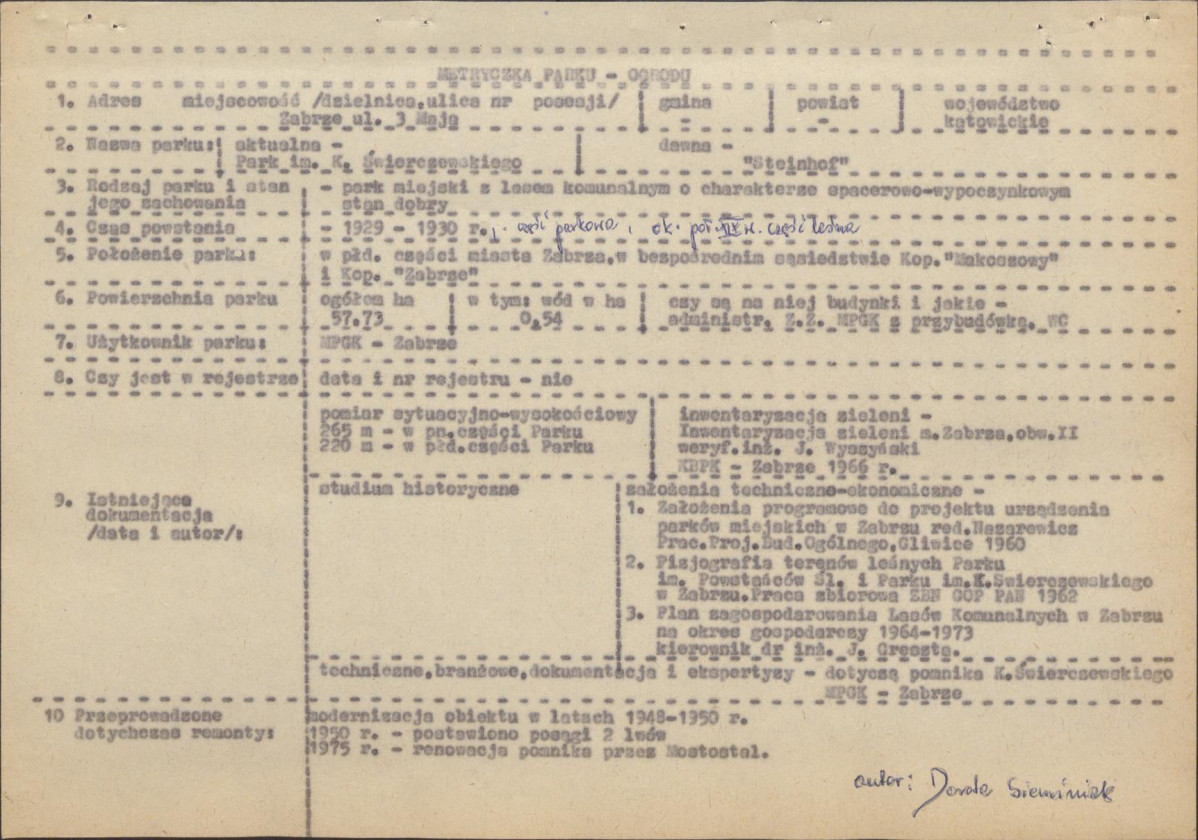 METRYCZKA PARKU - OGRODU
1. Adres miejscowość /dzielnica,ulica nr posesji/ gmina powiat województwo
Zabrze ul. 3 Maja - - katowickie
2. Nazwa parku: aktualna - dawna -
Park im. K. Świerczewskiego "Steinhof"
3. Rodzaj parku i stan - park miejski z lasem komunalnym o charakterze spacerowo-wypoczynkowym
jego zachowania stan dobry
4. Czas powstania - 1929 - 1930 r., część parkowa, ok. poł. w. część leśna
5. Położenie parku: w płd. części miasta Zabrza,w bezpośrednim sąsiedztwie Kop."Makoszowy"
i Kop. "Zabrze"
6. Powierzchnia parku ogółem ha w tym: wód w ha czy są na niej budynki i jakie -
57.73 0,54 administr. Z.Z. MPGK z przybudówką. WC
7. Użytkownik parku: MPGK - Zabrze
8. Czy jest w rejestrze data i nr rejestru - nie
pomiar sytuacyjno-wysokościowy inwentaryzacja zieleni -
265 m - w pn.części Parku Inwentaryzacja zieleni m.Zabrza,obw.II
220 m - w płd.części Parku weryf.inż. J. Wyszyński
KBPK - Zabrze 1966 r.
9. Istniejąca dokumentacja /data i autor/: studium historyczne założenia techniczno-ekonomiczne -
1. Założenia programowe do projektu urządzenia
parków miejskich w Zabrzu red.Nazarewicz
Prac.Proj.Bud.Ogólnego,Gliwice 1960
2. Fizjografia terenów leśnych Parku
im. Powstańców Śl. i Parku im.K.Świerczewskiego
w Zabrzu.Praca zbiorowa ZBN GOP PAN 1962
3. Plan zagospodarowania Lasów Komunalnych w Zabrzu
na okres gospodarczy 1964-1973
kierownik dr inż. J. Greszta.
techniczne,branżowe,dokumentacja i ekspertyzy - dotyczą pomnika K.Świerczewskiego
MPGK - Zabrze
10 Przeprowadzone modernizacja obiektu w latach 1948-1950 r.
dotychczas remonty: 1950 r. - postawiono posągi 2 lwów
1975 r. - renowacja pomnika przez Mostostal.
autor: Dorota Sieminiak